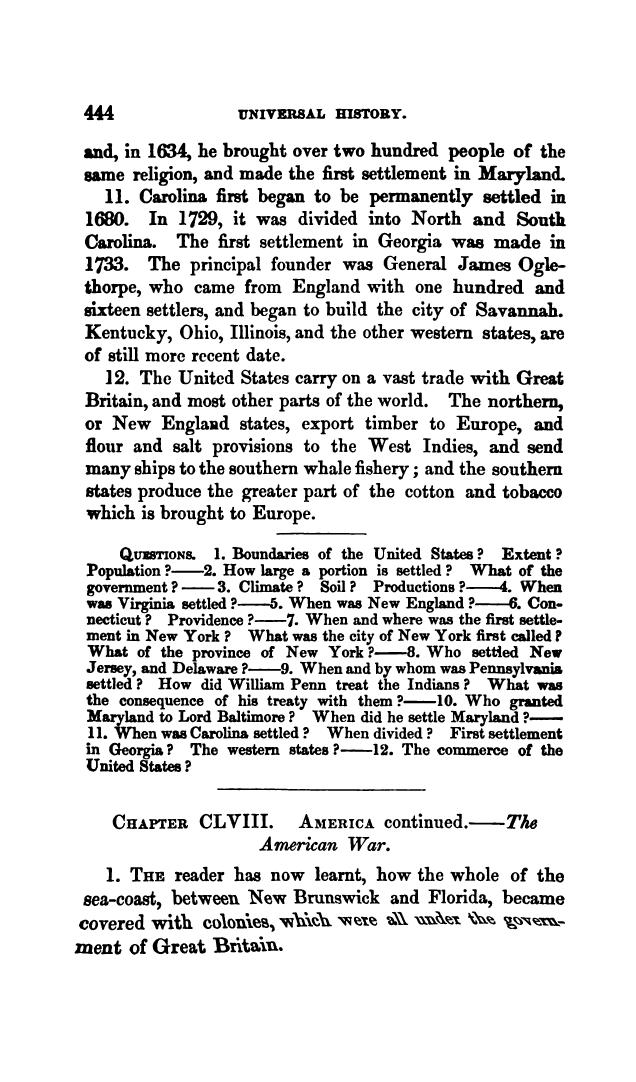 444 UNIVERSAL HISTORY.
and, in 1634, he brought over two hundred people of the
same religion, and made the first settlement in Maryland.
11. Carolina first began to be permanently settled in
1680. In 1729, it was divided into North and South
Carolina. The first settlement in Georgia was made in
1733. The principal founder was General James Ogle-
thorpe, who came from England with one hundred and
sixteen settlers, and began to build the city of Savannah.
Kentucky, Ohio, Illinois, and the other western states, are
of still more recent date.
12. The United States carry on a vast trade with Great
Britain, and most other parts of the world. The northern,
or New England states, export timber to Europe, and
flour and salt provisions to the West Indies, and send
many ships to the southern whale fishery; and the southern
states produce the greater part of the cotton and tobacco
which is brought to Europe.
QUESTIONS. 1. Boundaries of the United States? Extent?
Population?——2. How large a portion is settled? What of the
government?——3. Climate? Soil? Productions?——4. When
was Virginia settled?——5. When was New England?——6. Con-
necticut? Providence?——7. When and where was the first settle-
ment in New York? What was the city of New York first called?
What of the province of New York?——8. Who settled New
Jersey, and Delaware?——9. When and by whom was Pennsylvania
settled? How did William Penn treat the Indians? What was
the consequence of his treaty with them?——10. Who granted
Maryland to Lord Baltimore? When did he settle Maryland?——
11. When was Carolina settled? When divided? First settlement
in Georgia? The western states?——12. The commerce of the
United States?
CHAPTER CLVIII. AMERICA continued.——The
American War.
1. THE reader has now learnt, how the whole of the
sea-coast, between New Brunswick and Florida, became
covered with colonies, which were all under the govern-
ment of Great Britain.